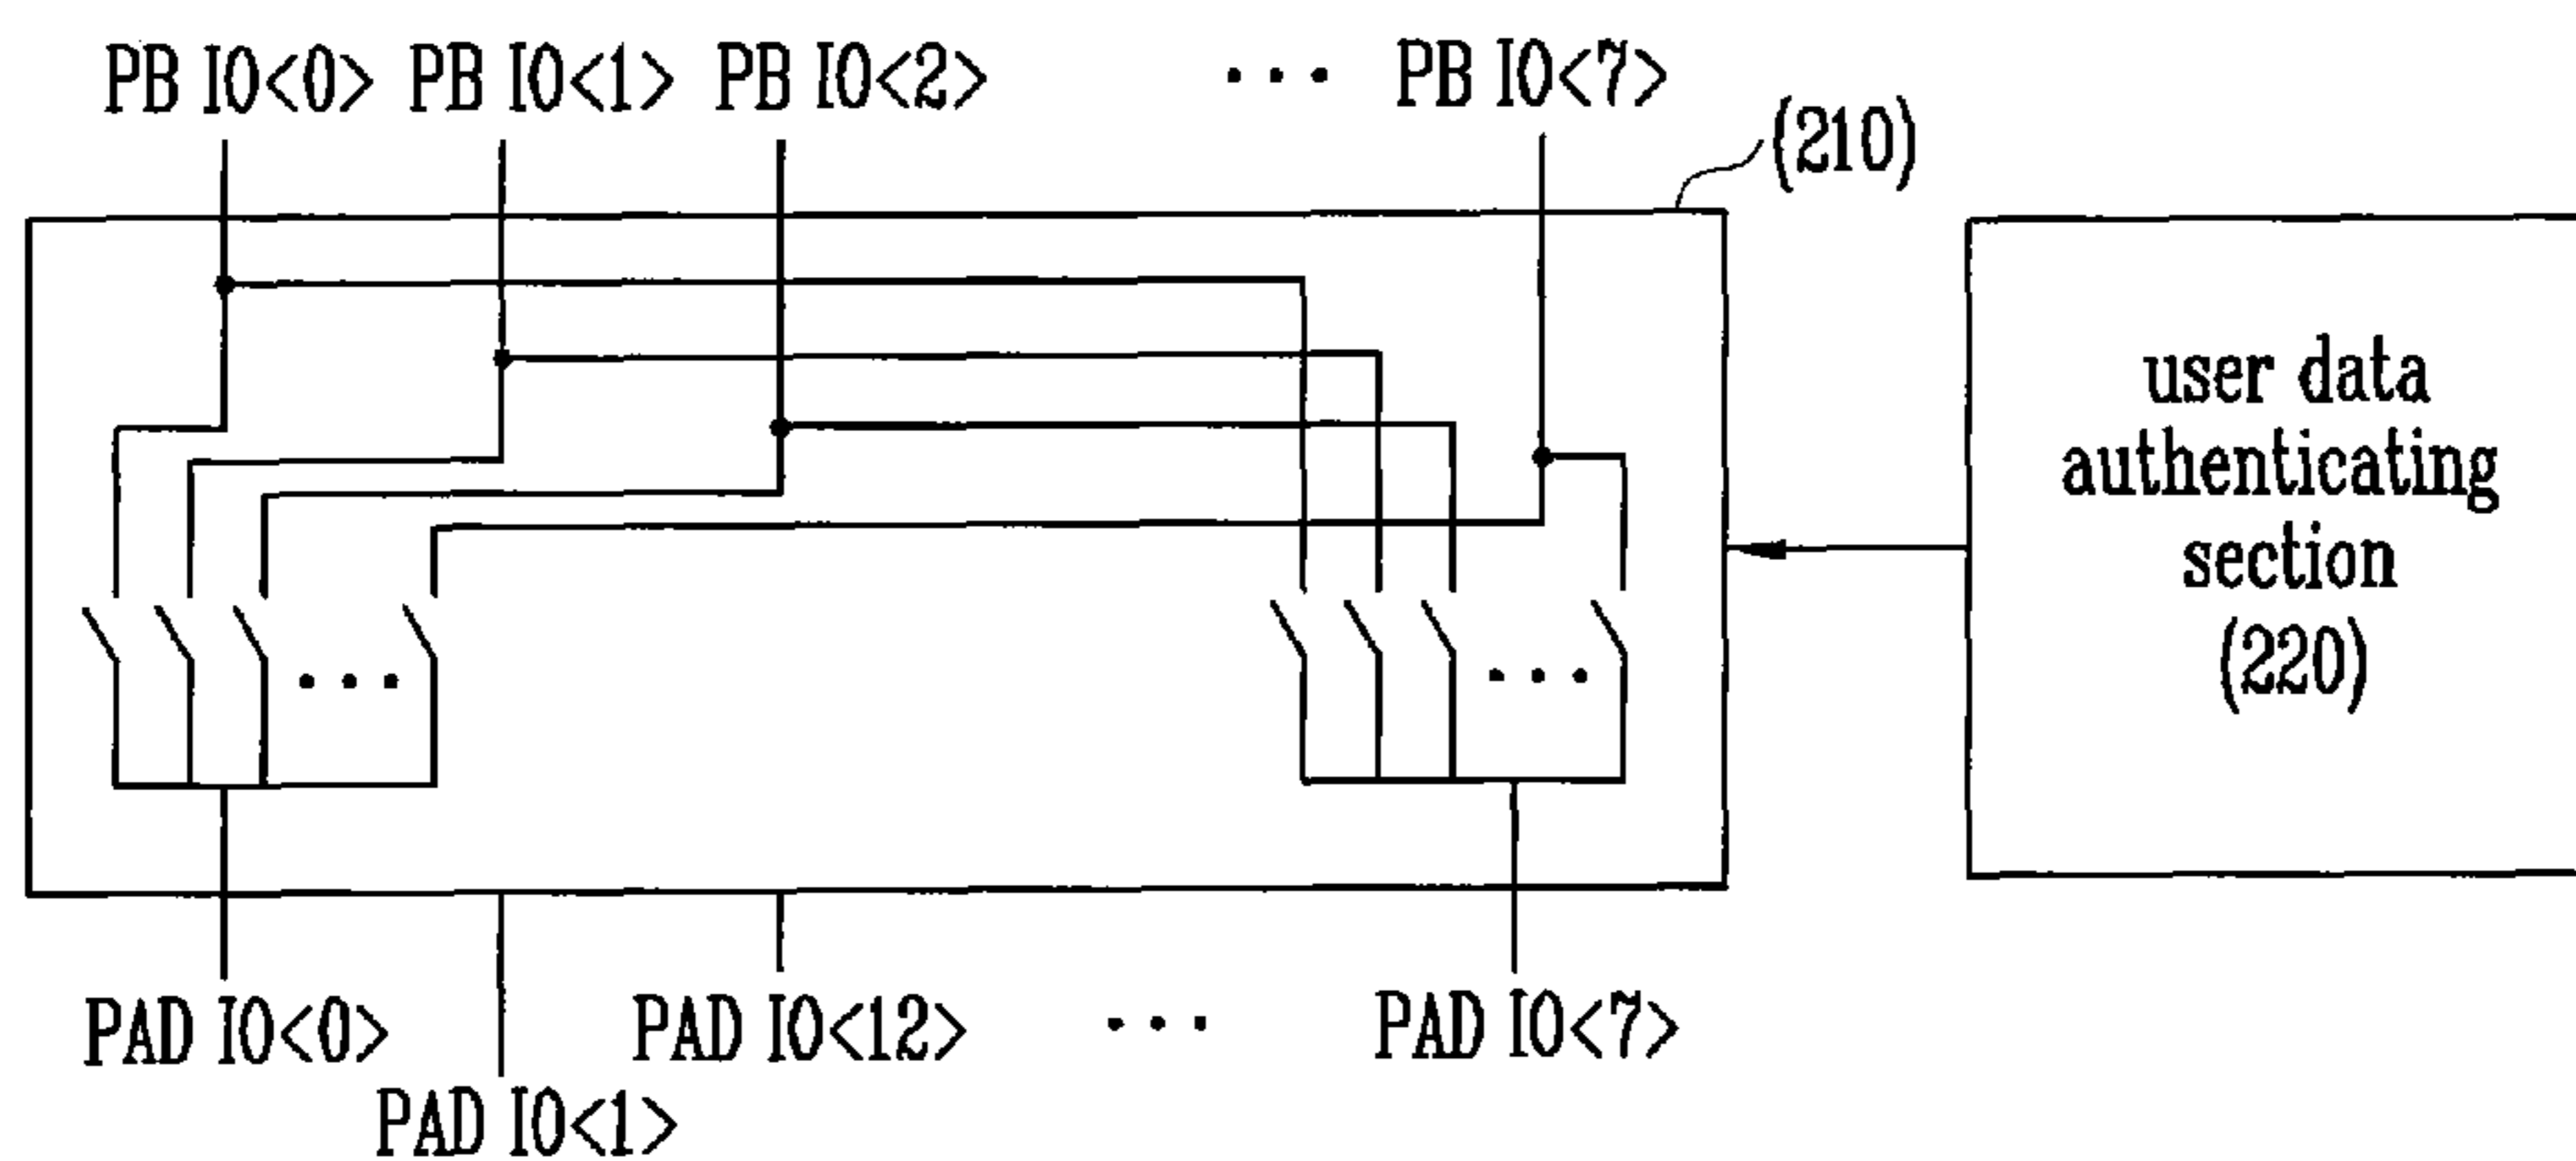 PB IO<0> PB IO<1> PB IO<2> ... PB IO<7>
(210)
user data
authenticating
section
(220)
PAD IO<0> PAD IO<12> ... PAD IO<7>
PAD IO<1>